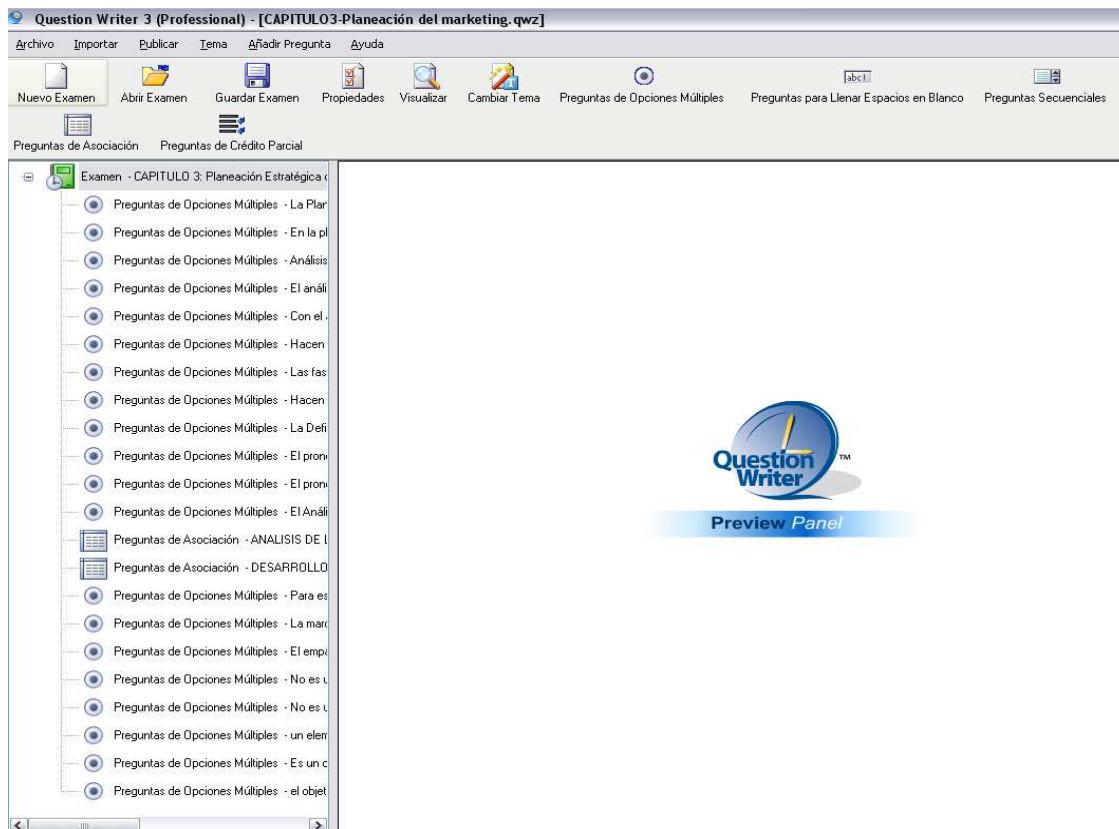 Question Writer 3 (Professional) - [CAPITULO3-Planeación del marketing.qwz]
Archivo Importar Publicar Tema Añadir Pregunta Ayuda
Nuevo Examen Abrir Examen Guardar Examen Propiedades Visualizar Cambiar Tema Preguntas de Opciones Múltiples Preguntas para Llenar Espacios en Blanco Preguntas Secuenciales
Preguntas de Asociación Preguntas de Crédito Parcial
Examen - CAPITULO 3: Planeación Estratégica
Preguntas de Opciones Múltiples - La Plan
Preguntas de Opciones Múltiples - En la pl
Preguntas de Opciones Múltiples - Análisis
Preguntas de Opciones Múltiples - El análi
Preguntas de Opciones Múltiples - Con el
Preguntas de Opciones Múltiples - Hacen
Preguntas de Opciones Múltiples - Las fas
Preguntas de Opciones Múltiples - Hacen
Preguntas de Opciones Múltiples - La Defi
Preguntas de Opciones Múltiples - El pron
Preguntas de Opciones Múltiples - El pron
Preguntas de Opciones Múltiples - El Análi
Preguntas de Asociación - ANALISIS DE L
Preguntas de Asociación - DESARROLLO
Preguntas de Opciones Múltiples - Para es
Preguntas de Opciones Múltiples - La marc
Preguntas de Opciones Múltiples - El empa
Preguntas de Opciones Múltiples - No es u
Preguntas de Opciones Múltiples - No es u
Preguntas de Opciones Múltiples - un elem
Preguntas de Opciones Múltiples - Es un c
Preguntas de Opciones Múltiples - el objet
abc
Question
Writer TM
Preview Panel